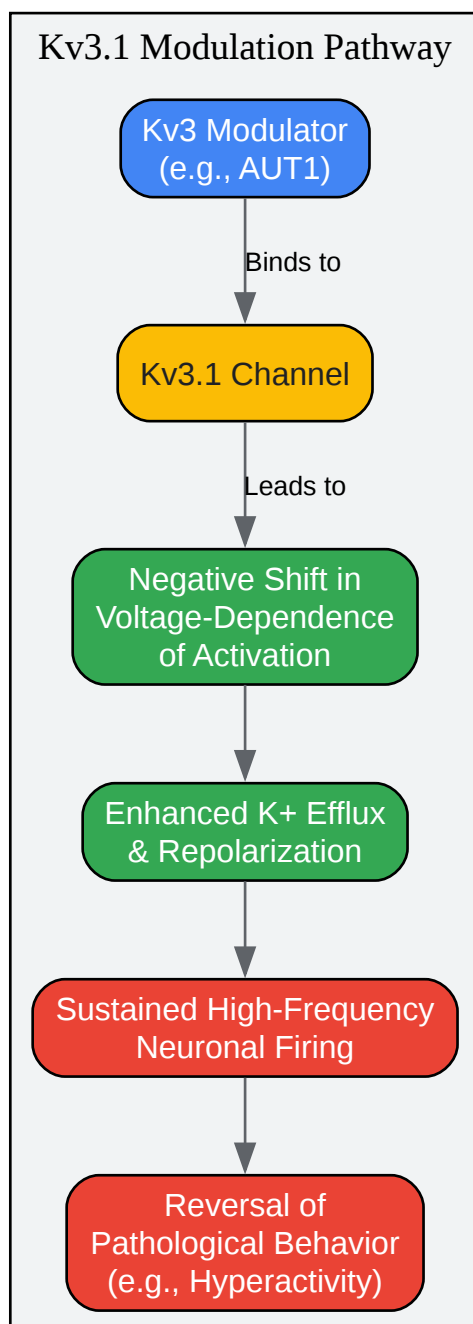 Kv3.1 Modulation Pathway
Kv3 Modulator
(e.g., AUT1)
Binds to
Kv3.1 Channel
Leads to
Negative Shift in
Voltage-Dependence
of Activation
Enhanced K+ Efflux
& Repolarization
Sustained High-Frequency
Neuronal Firing
Reversal of
Pathological Behavior
(e.g., Hyperactivity)